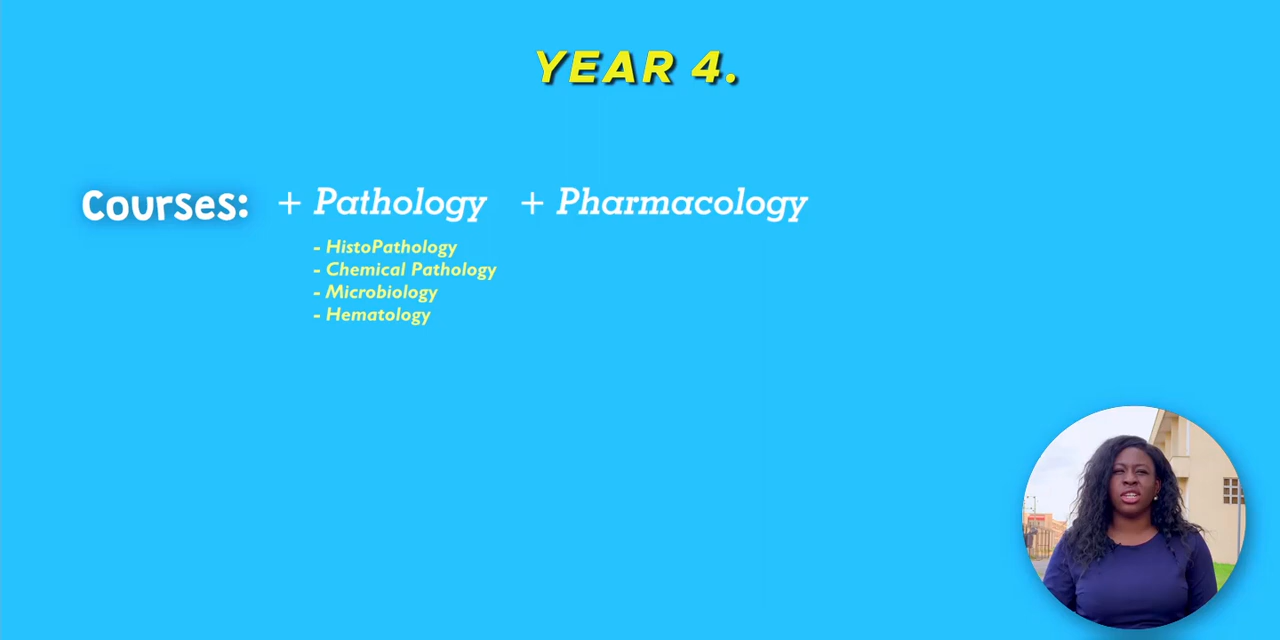 YEAR 4.
Courses: + Pathology + Pharmacology
- HistoPathology
- Chemical Pathology
- Microbiology
- Hematology